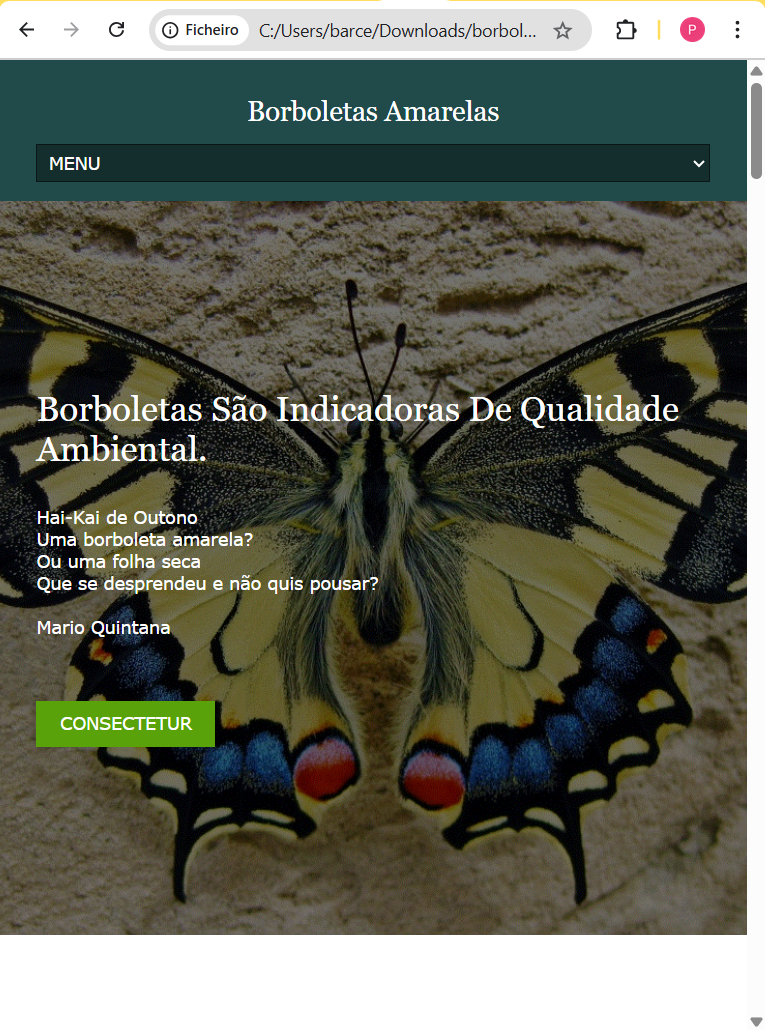 Ficheiro C:/Users/barce/Downloads/borbol...
P
Borboletas Amarelas
MENU
Borboletas São Indicadoras De Qualidade
Ambiental.
Hai-Kai de Outono
Uma borboleta amarela?
Ou uma folha seca
Que se desprendeu e não quis pousar?
Mario Quintana
CONSECTETUR